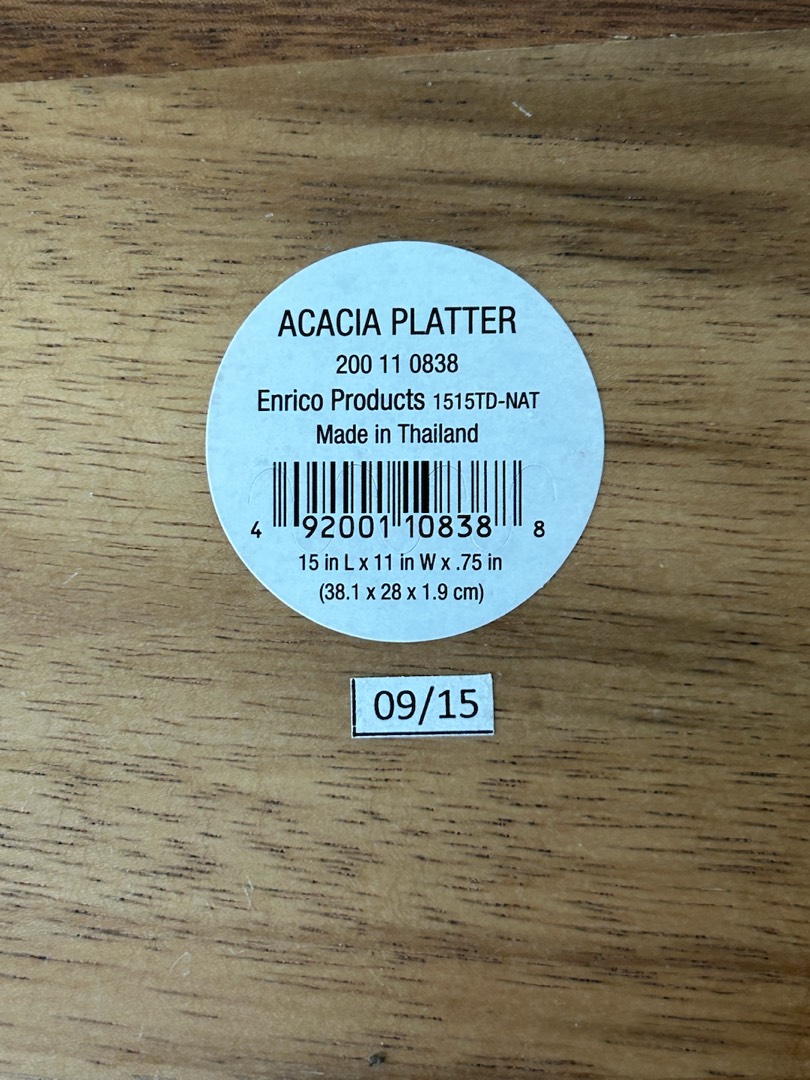 ACACIA PLATTER
200 11 0838
Enrico Products 1515TD-NAT
Made in Thailand
4 92001 10838 8
15 in L x 11 in W x .75 in
(38.1 x 28 x 1.9 cm)
09/15